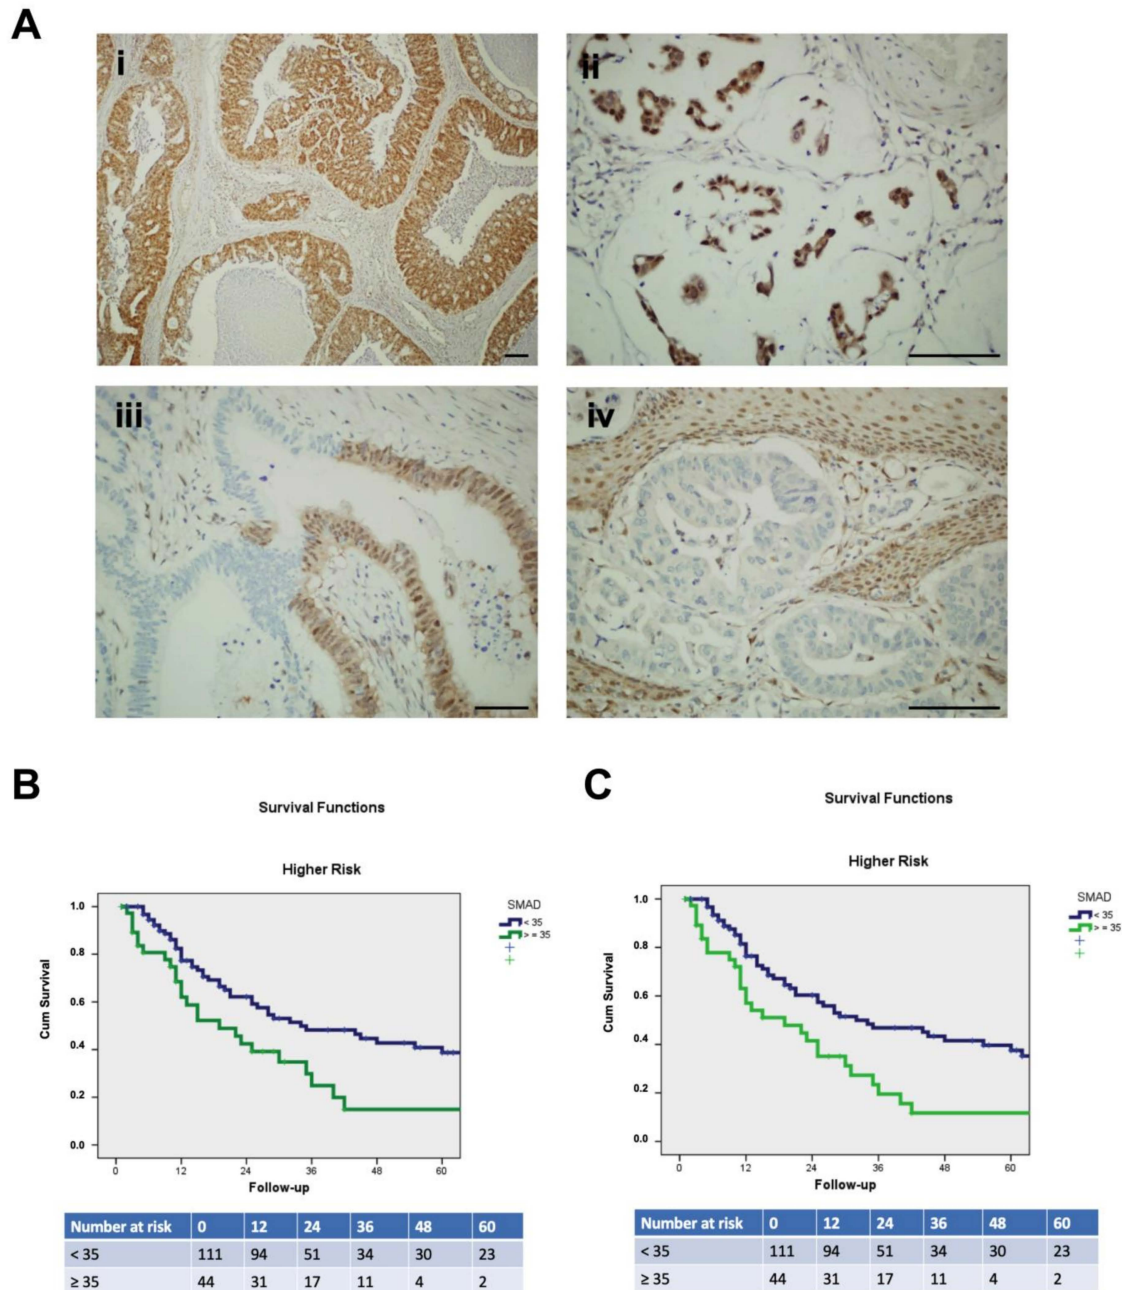 A
i
ii
iii
iv
B
Survival Functions
Higher Risk
Cum Survival
1.0
0.8
0.6
0.4
0.2
0.0
0 12 24 36 48 60
Follow-up
SMAD
< 35
> = 35
Number at risk 0 12 24 36 48 60
< 35 111 94 51 34 30 23
≥ 35 44 31 17 11 4 2
C
Survival Functions
Higher Risk
Cum Survival
1.0
0.8
0.6
0.4
0.2
0.0
0 12 24 36 48 60
Follow-up
SMAD
< 35
> = 35
Number at risk 0 12 24 36 48 60
< 35 111 94 51 34 30 23
≥ 35 44 31 17 11 4 2